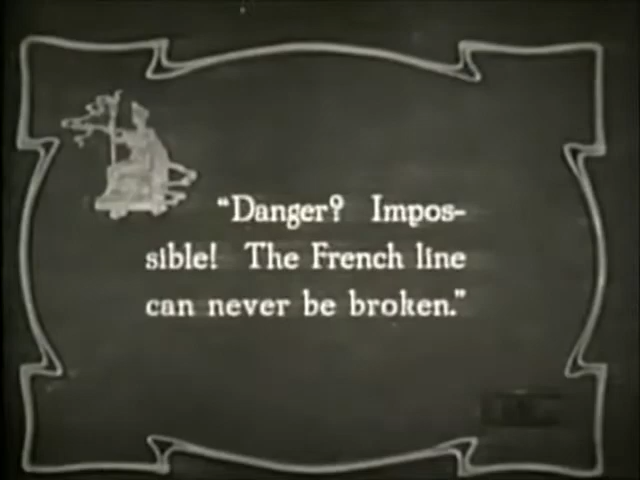 “Danger? Impos-
sible! The French line
can never be broken.”